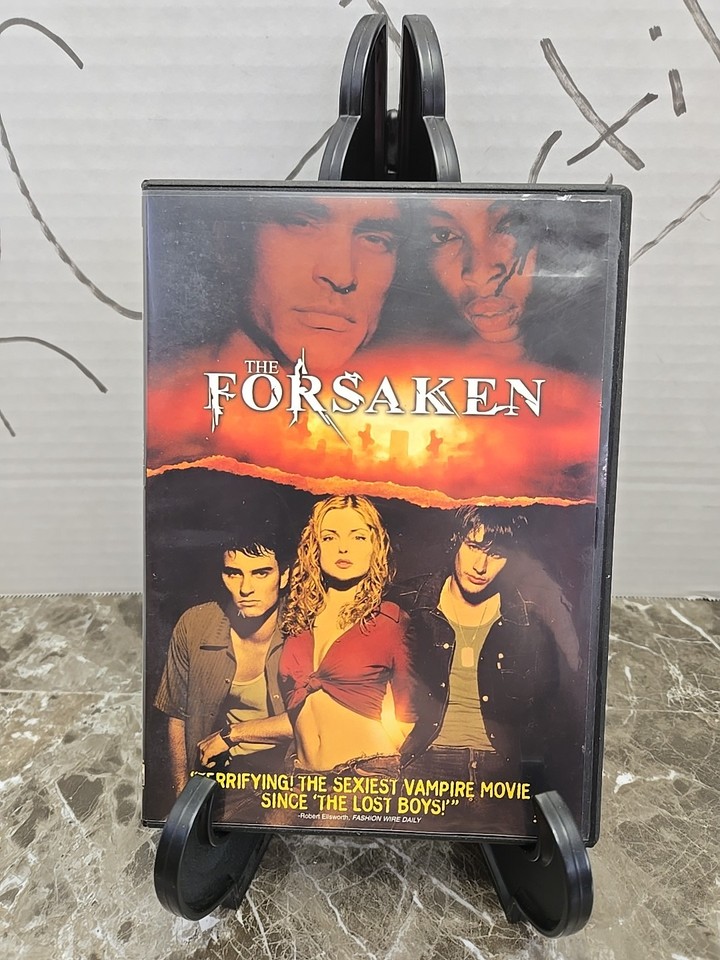 THE
FORSAKEN
"TERRIFYING! THE SEXIEST VAMPIRE MOVIE
SINCE 'THE LOST BOYS!'"
-Robert Ellsworth, FASHION WIRE DAILY